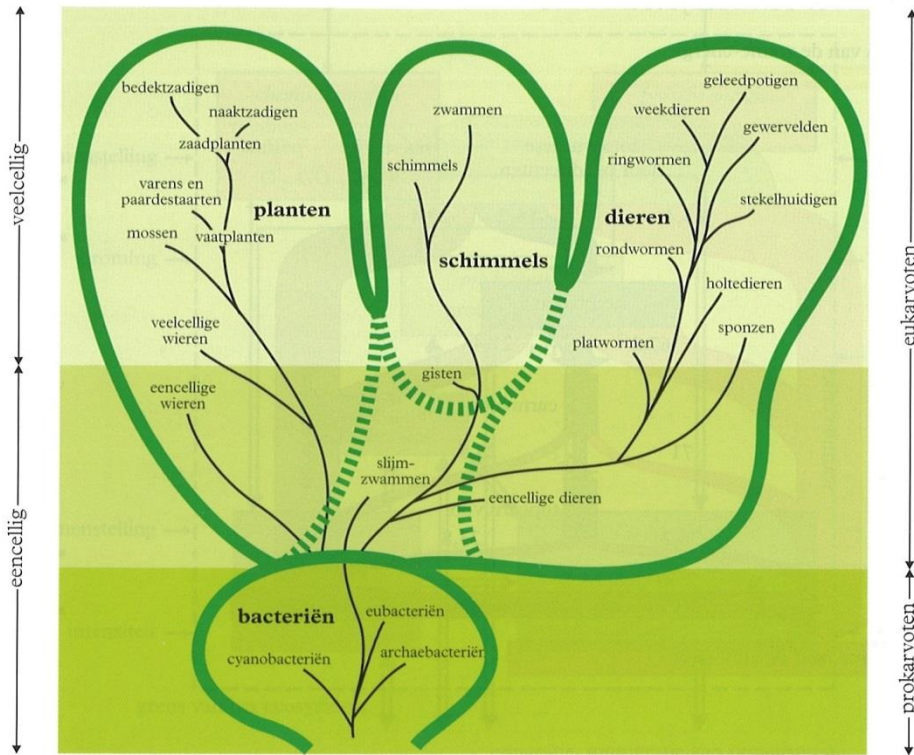 bedektzadigen
naaktzadigen
zaadplanten
varens en
paardestaarten
vaatplanten
mossen
planten
veelcellige
wieren
eencellige
wieren
zwammen
schimmels
schimmels
gisten
slijm-
zwammen
geleedpotigen
weekdieren
gewervelden
ringwormen
stekelhuidigen
dieren
rondwormen
holtedieren
sponzen
platwormen
eencellige dieren
bacteriën
eubacteriën
cyanobacteriën
archaebacteriën
veelcellig
eencellig
eukaryoten
prokaryoten